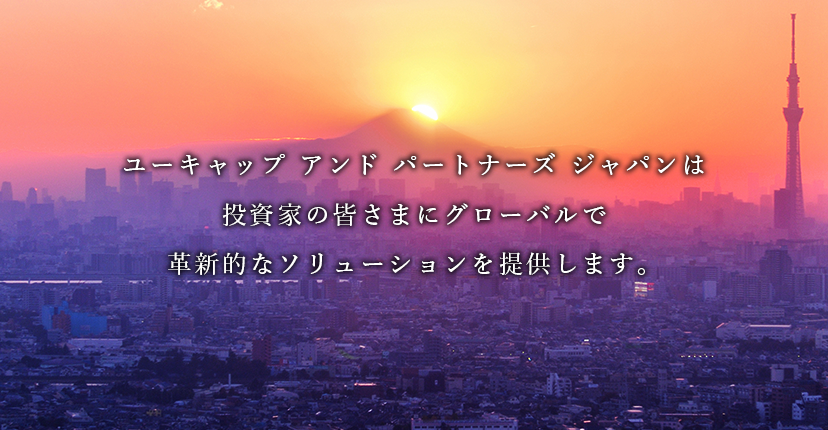 ユーキャップ アンド パートナーズ ジャパンは
投資家の皆さまにグローバルで
革新的なソリューションを提供します。